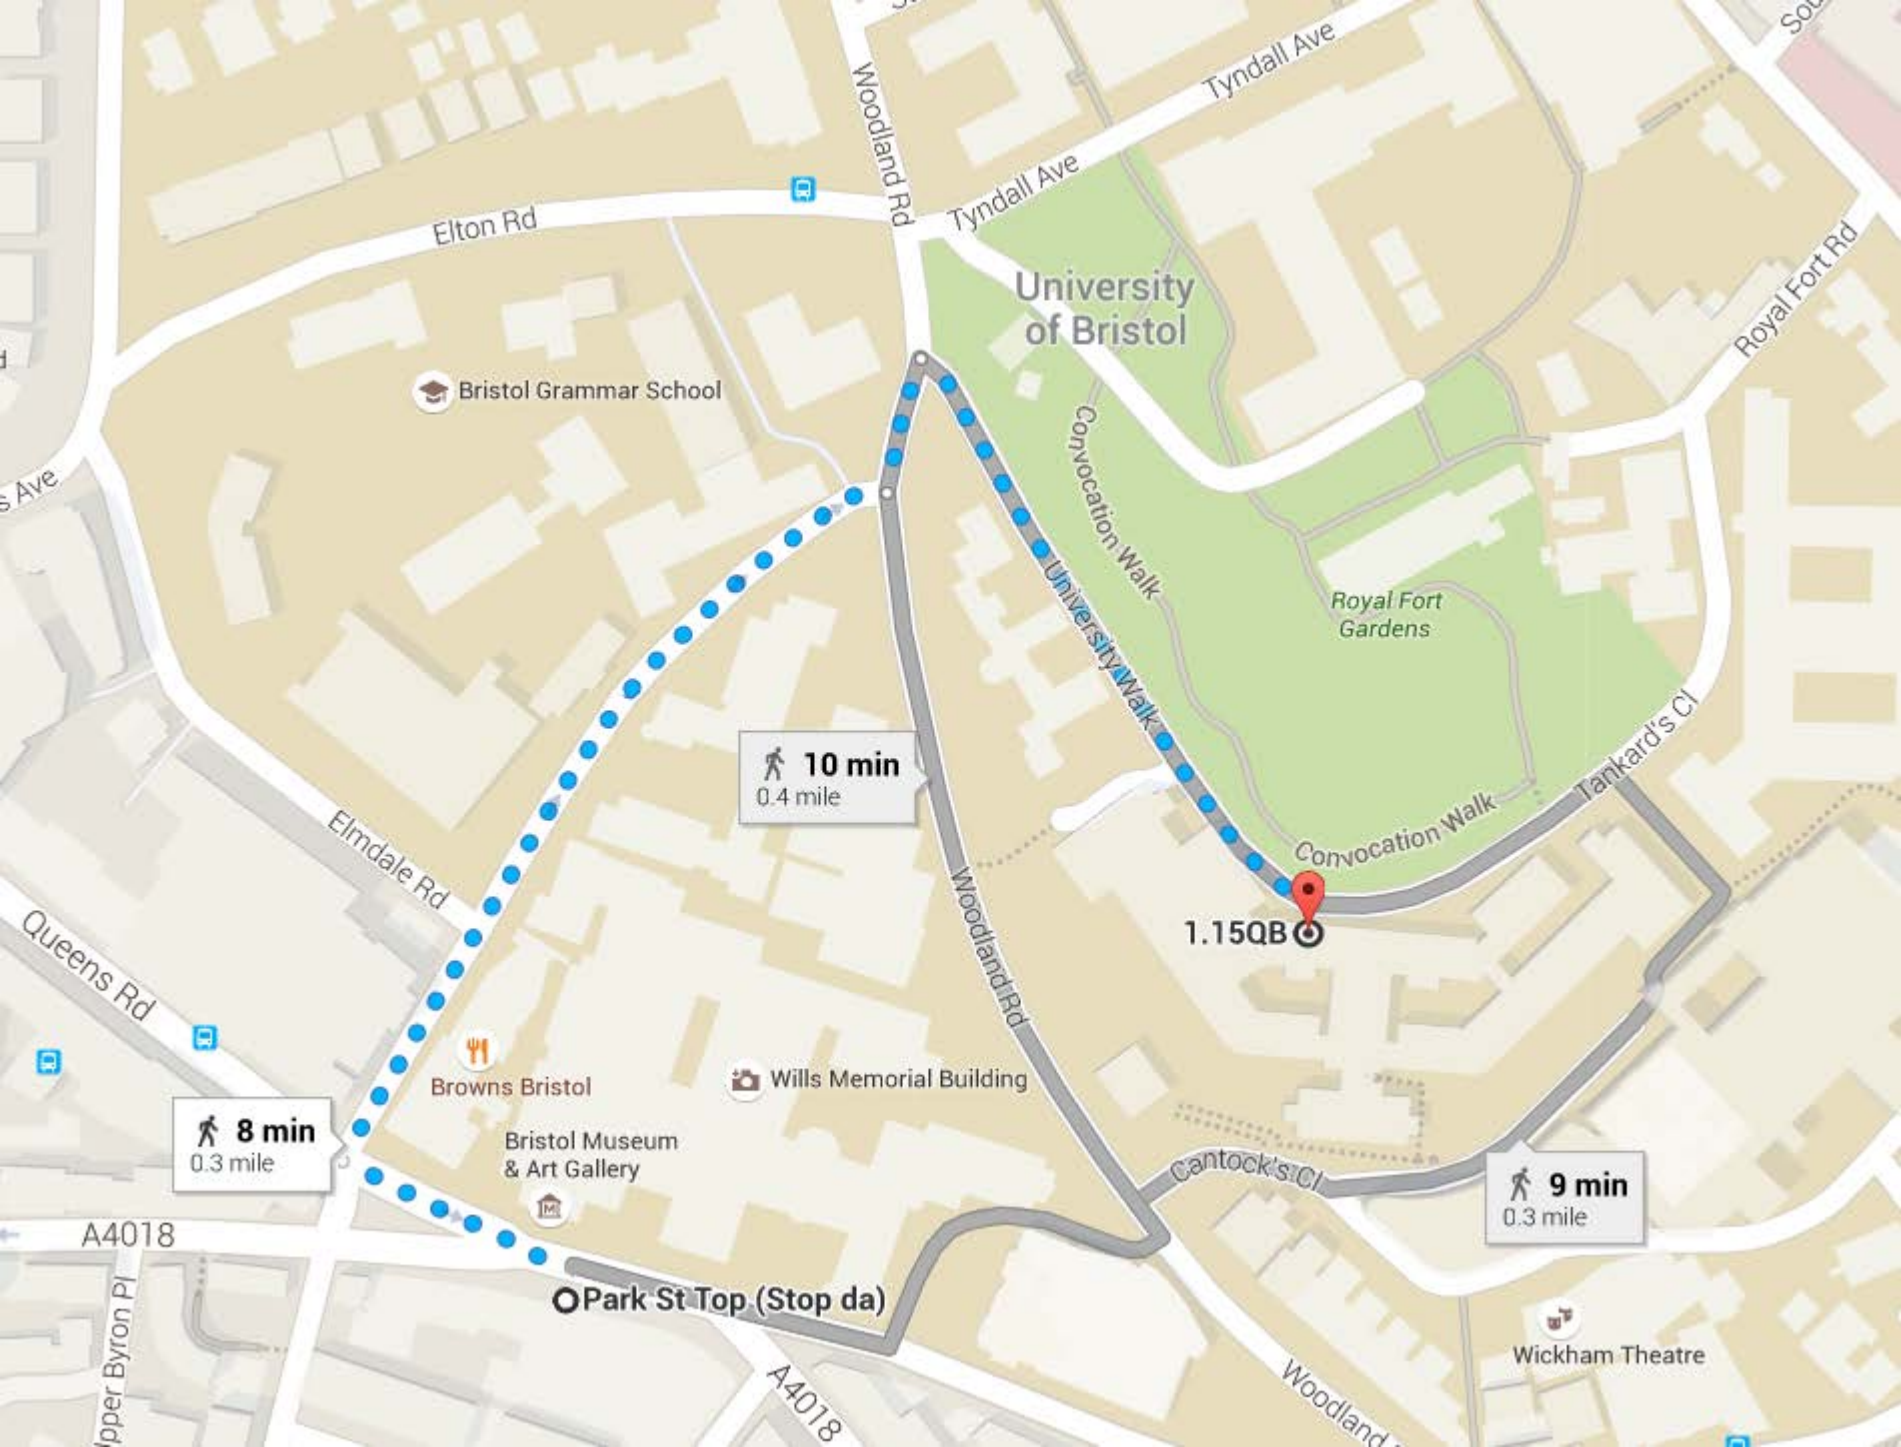 Woodland Rd
Tyndall Ave
Tyndall Ave
Elton Rd
University
of Bristol
Royal Fort Rd
Bristol Grammar School
Convocation Walk
s Ave
University Walk
Royal Fort
Gardens
10 min
0.4 mile
Tankard's Cl
Elmdale Rd
Convocation Walk
Woodland Rd
Queens Rd
1.15QB
Browns Bristol
Wills Memorial Building
8 min
0.3 mile
Bristol Museum
& Art Gallery
Cantock's Cl
9 min
0.3 mile
A4018
Park St Top (Stop da)
Upper Byron Pl
A4018
Wickham Theatre
Woodland